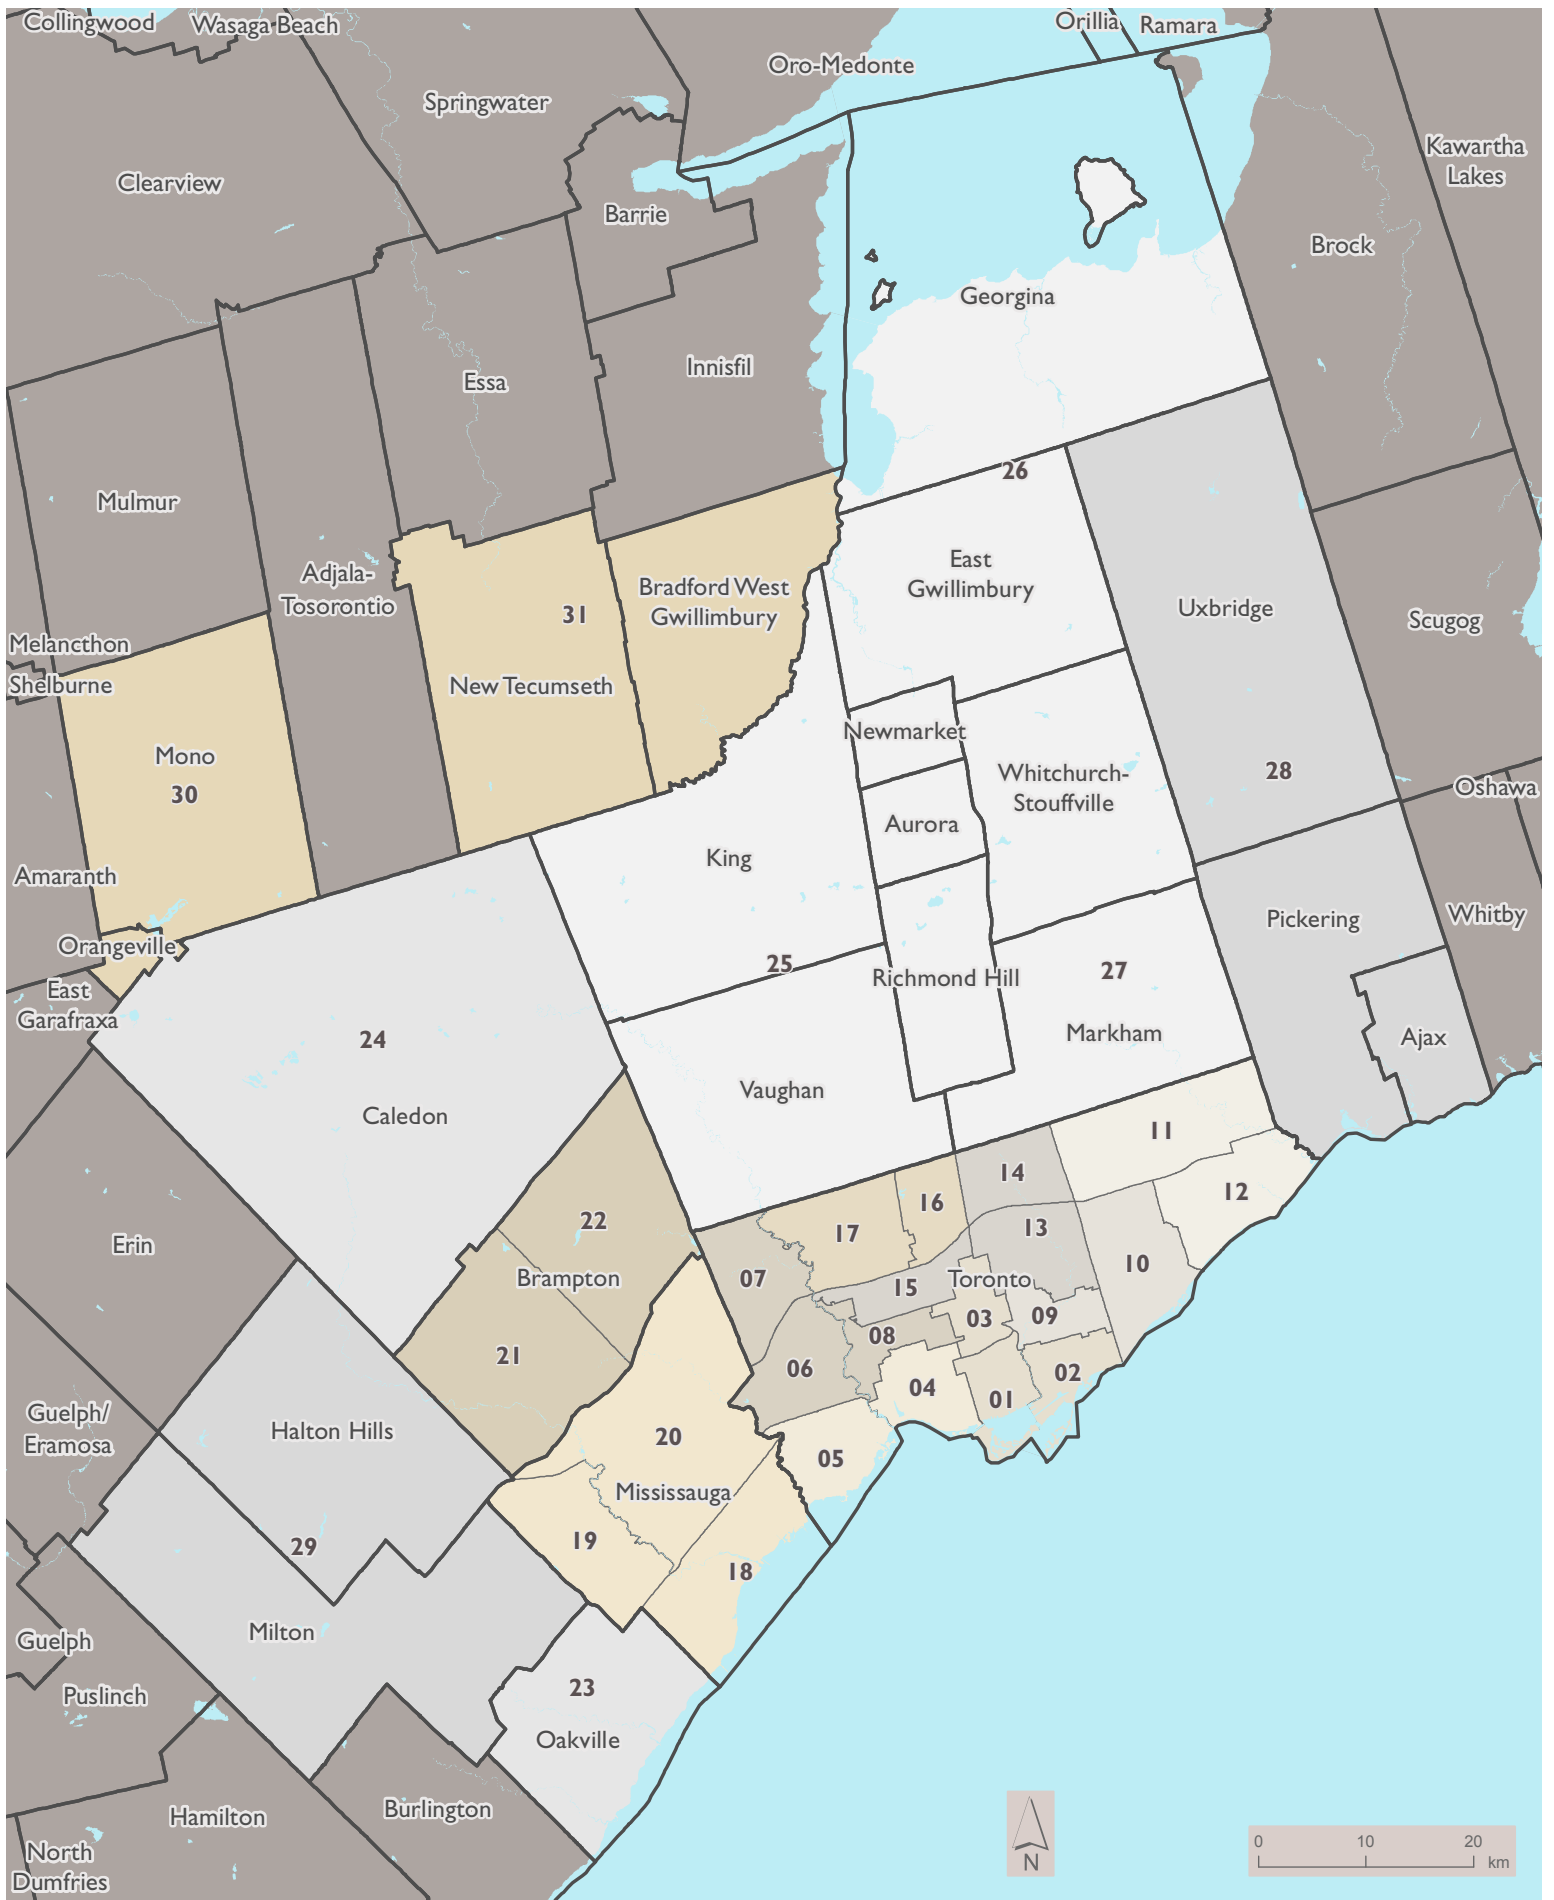 Collingwood
Wasaga Beach
Orillia
Ramara
Oro-Medonte
Springwater
Kawartha
Lakes
Clearview
Barrie
Brock
Georgina
Innisfil
Essa
26
Mulmur
East
Gwillimbury
Adjala-
Tosorontio
Bradford West
Gwillimbury
31
Uxbridge
Scugog
Melancthon
Shelburne
New Tecumseth
Newmarket
Mono
30
Whitchurch-
Stouffville
28
Oshawa
Aurora
King
Amaranth
Pickering
Whitby
Orangeville
25
Richmond Hill
27
East
Garafraxa
24
Markham
Ajax
Vaughan
Caledon
11
14
12
16
22
17
13
Erin
10
07
Brampton
Toronto
15
03
09
08
21
06
02
04
01
Guelph/
Eramosa
Halton Hills
20
05
Mississauga
19
29
18
Milton
Guelph
23
Puslinch
Oakville
Burlington
Hamilton
North
Dumfries
N
0 10 20
km